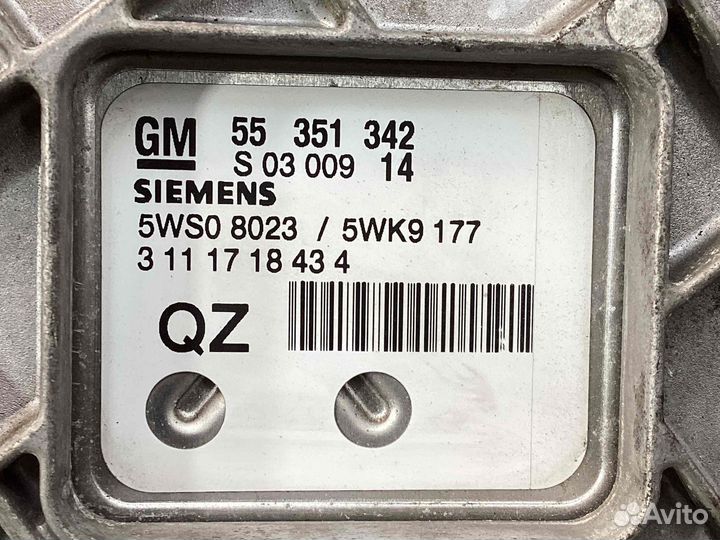 GM 55 351 342
S 03 009 14
SIEMENS
5WS0 8023 / 5WK9 177
3 11 17 18 43 4
QZ
Avito